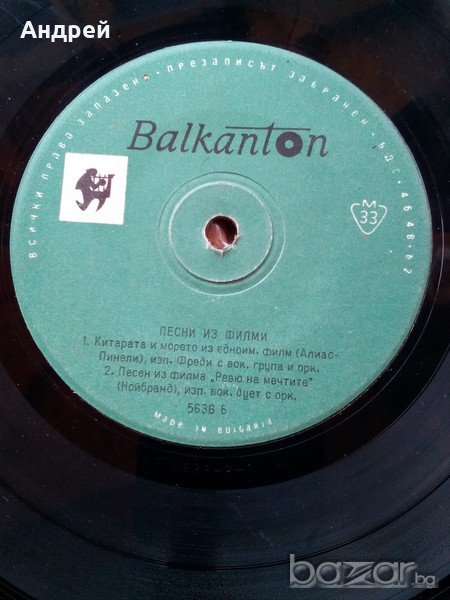 Андрей
ВСИЧКИ ПРАВА ЗАПАЗЕНИ · ПРЕЗАПИСЪТ ЗАБРАНЕН · БДС · 4648-62
Balkanton
М
33
ПЕСНИ ИЗ ФИЛМИ
1. Китарата и морето из едноим. филм (Алиас-
Пинели), изп. Фреди с вок. група и орк.
2. Песен из филма „Ревю на мечтите"
(Нойбранд), изп. вок. дует с орк.
5636 Б
MADE IN BULGARIA
bazar.bg